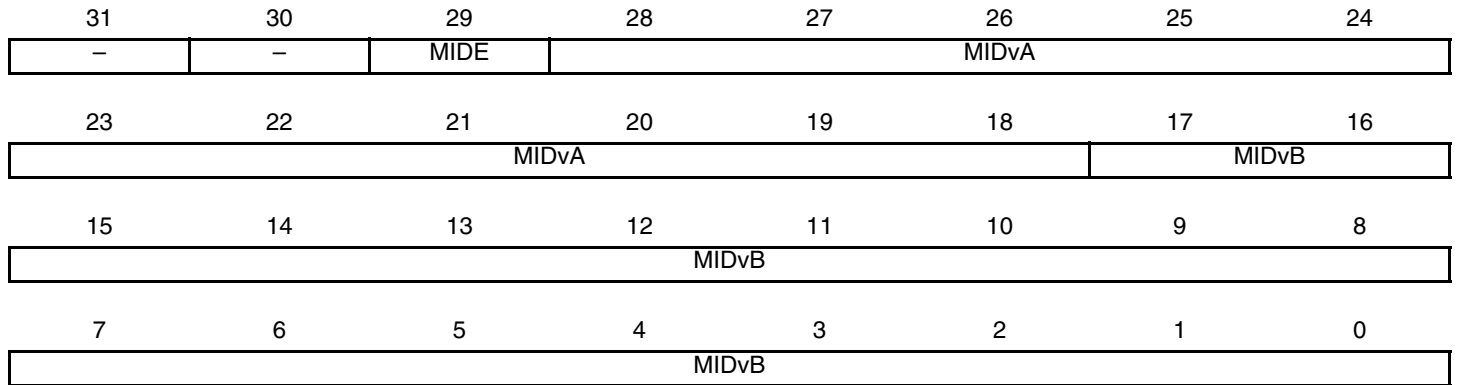 31 30 29 28 27 26 25 24
– – MIDE MIDvA
23 22 21 20 19 18 17 16
MIDvA MIDvB
15 14 13 12 11 10 9 8
MIDvB
7 6 5 4 3 2 1 0
MIDvB